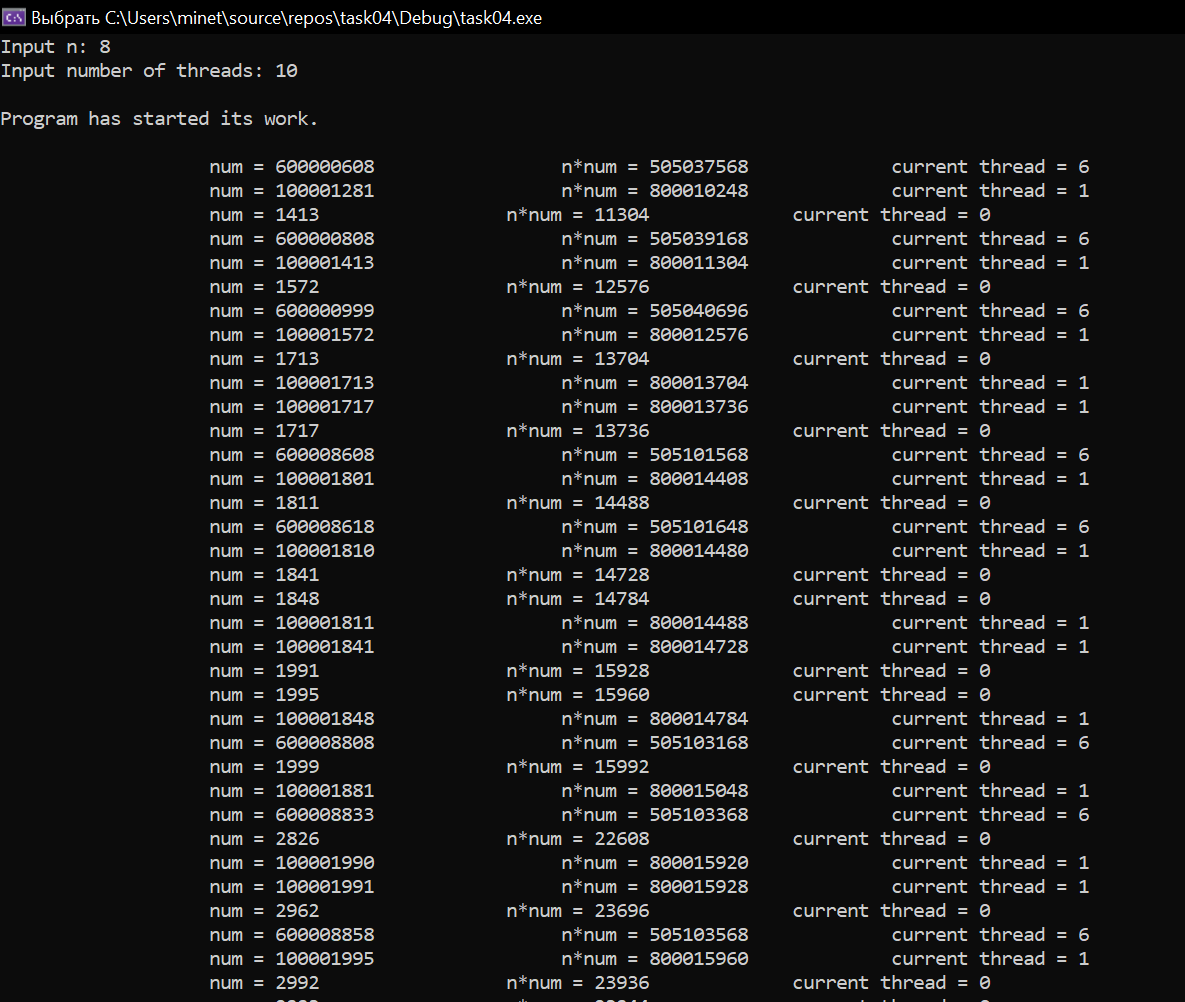 Выбрать C:\Users\minet\source\repos\task04\Debug\task04.exe
Input n: 8
Input number of threads: 10
Program has started its work.
num = 600000608 n*num = 505037568 current thread = 6
num = 100001281 n*num = 800010248 current thread = 1
num = 1413 n*num = 11304 current thread = 0
num = 600000808 n*num = 505039168 current thread = 6
num = 100001413 n*num = 800011304 current thread = 1
num = 1572 n*num = 12576 current thread = 0
num = 600000999 n*num = 505040696 current thread = 6
num = 100001572 n*num = 800012576 current thread = 1
num = 1713 n*num = 13704 current thread = 0
num = 100001713 n*num = 800013704 current thread = 1
num = 100001717 n*num = 800013736 current thread = 1
num = 1717 n*num = 13736 current thread = 0
num = 600008608 n*num = 505101568 current thread = 6
num = 100001801 n*num = 800014408 current thread = 1
num = 1811 n*num = 14488 current thread = 0
num = 600008618 n*num = 505101648 current thread = 6
num = 100001810 n*num = 800014480 current thread = 1
num = 1841 n*num = 14728 current thread = 0
num = 1848 n*num = 14784 current thread = 0
num = 100001811 n*num = 800014488 current thread = 1
num = 100001841 n*num = 800014728 current thread = 1
num = 1991 n*num = 15928 current thread = 0
num = 1995 n*num = 15960 current thread = 0
num = 100001848 n*num = 800014784 current thread = 1
num = 600008808 n*num = 505103168 current thread = 6
num = 1999 n*num = 15992 current thread = 0
num = 100001881 n*num = 800015048 current thread = 1
num = 600008833 n*num = 505103368 current thread = 6
num = 2826 n*num = 22608 current thread = 0
num = 100001990 n*num = 800015920 current thread = 1
num = 100001991 n*num = 800015928 current thread = 1
num = 2962 n*num = 23696 current thread = 0
num = 600008858 n*num = 505103568 current thread = 6
num = 100001995 n*num = 800015960 current thread = 1
num = 2992 n*num = 23936 current thread = 0